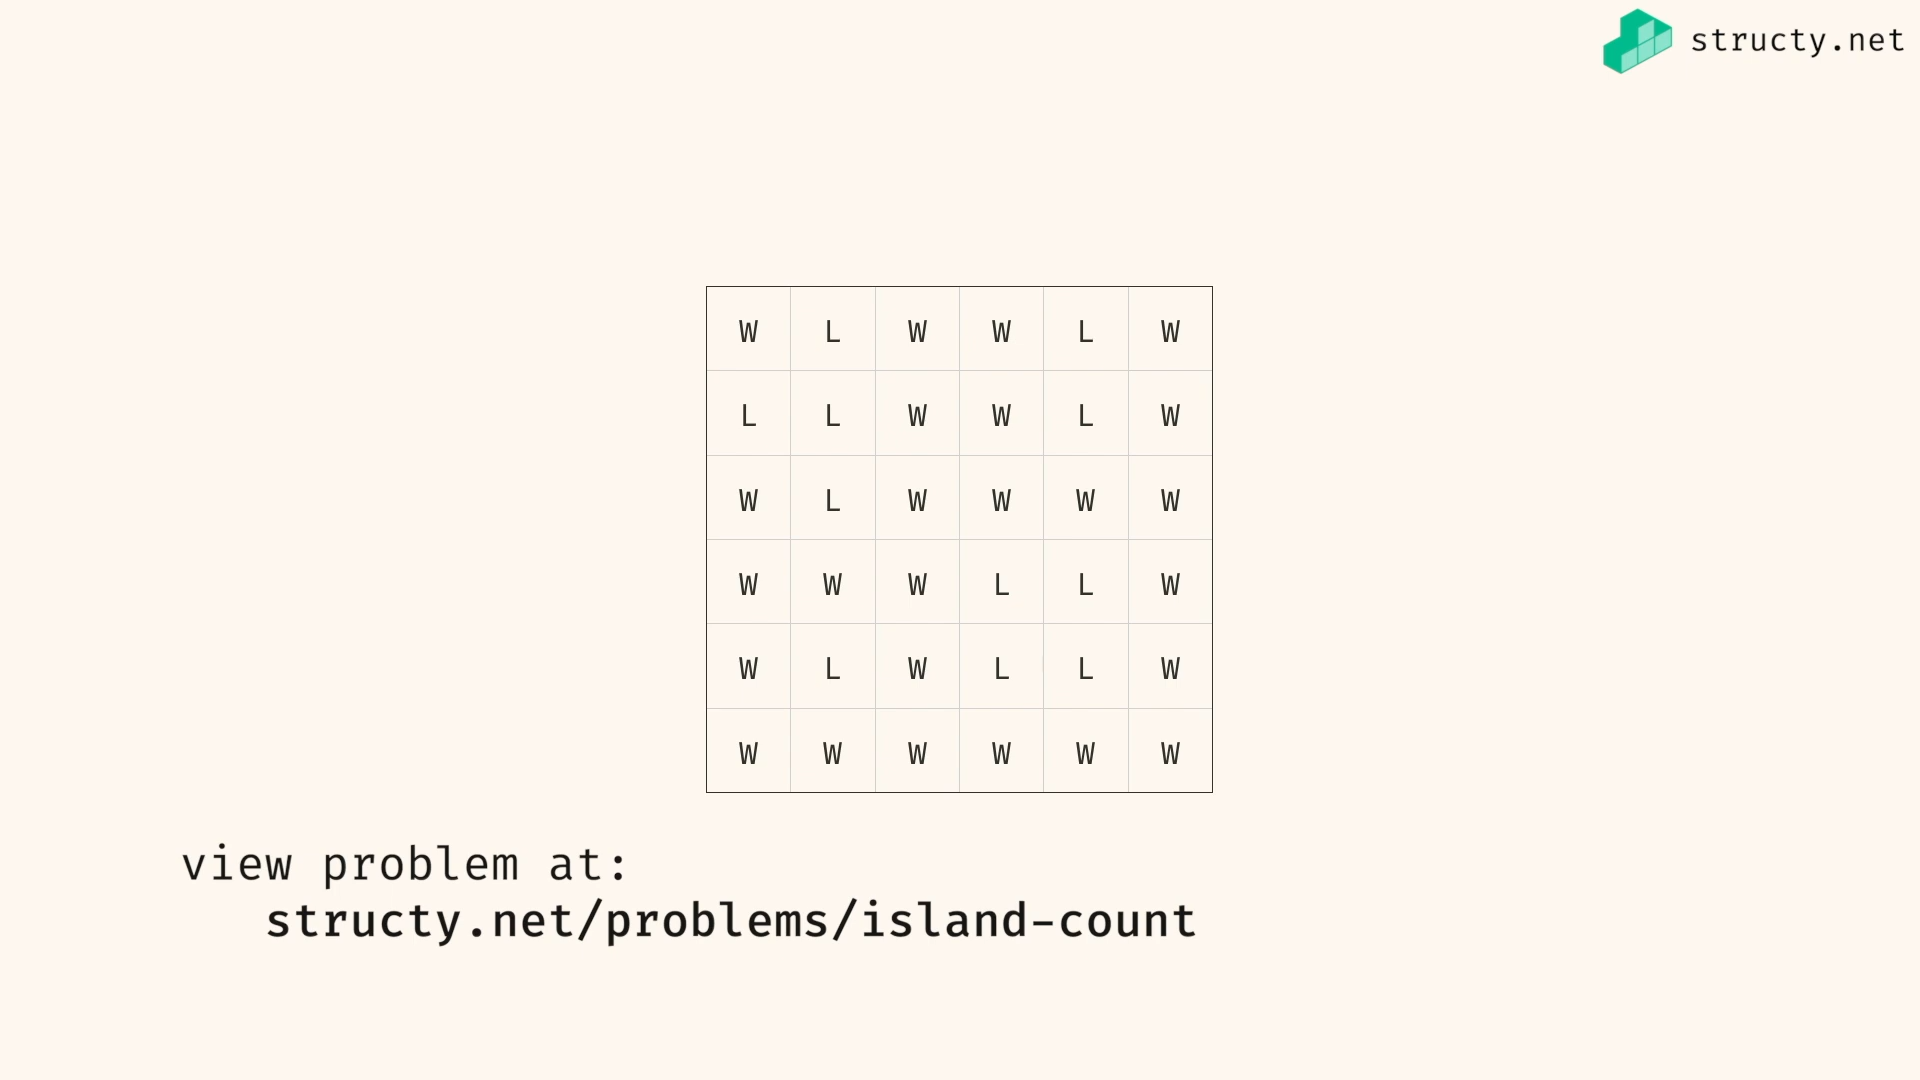 structy.net
W L W W L W
L L W W L W
W L W W W W
W W W L L W
W L W L L W
W W W W W W
view problem at:
structy.net/problems/island-count